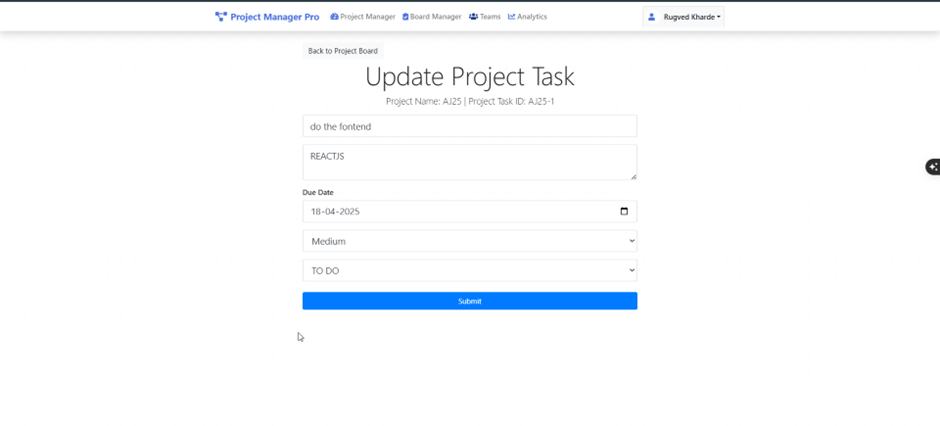 Project Manager Pro Project Manager Board Manager Teams Analytics Rugved Kharde
Back to Project Board
Update Project Task
Project Name: AJ25 | Project Task ID: AJ25-1
do the fontend
REACTJS
Due Date
18-04-2025
Medium
TO DO
Submit